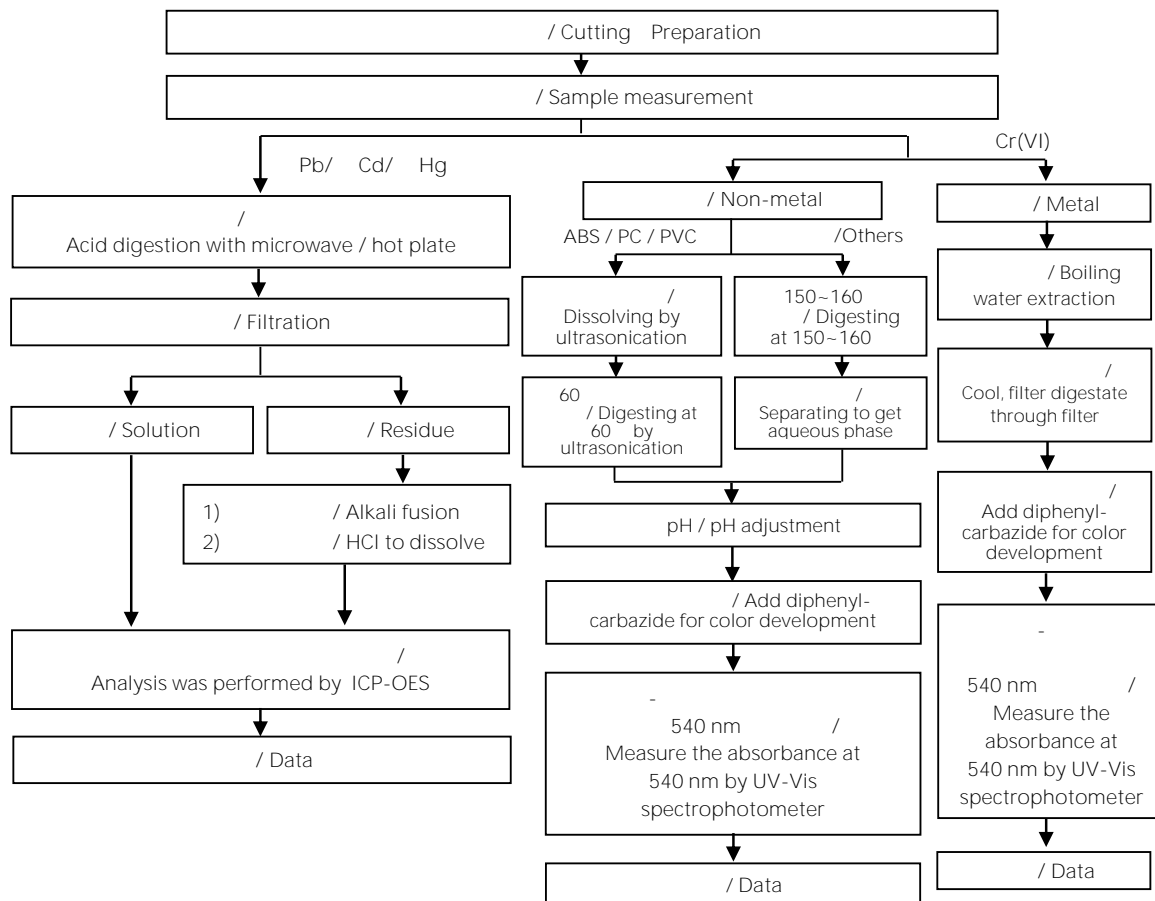 / Cutting Preparation
/ Sample measurement
Pb/ Cd/ Hg
Cr(VI)
/
Acid digestion with microwave / hot plate
/ Filtration
/ Solution
/ Residue
1) / Alkali fusion
2) / HCl to dissolve
/
Analysis was performed by ICP-OES
/ Data
/ Non-metal
ABS / PC / PVC
/Others
/
Dissolving by
ultrasonication
60
/ Digesting at
60 by
ultrasonication
150~160
/ Digesting
at 150~160
/
Separating to get
aqueous phase
pH / pH adjustment
/ Add diphenyl-
carbazide for color development
-
540 nm /
Measure the absorbance at
540 nm by UV-Vis
spectrophotometer
/ Data
/ Metal
/ Boiling
water extraction
/
Cool, filter digestate
through filter
/
Add diphenyl-
carbazide for color
development
-
540 nm /
Measure the
absorbance at
540 nm by UV-Vis
spectrophotometer
/ Data